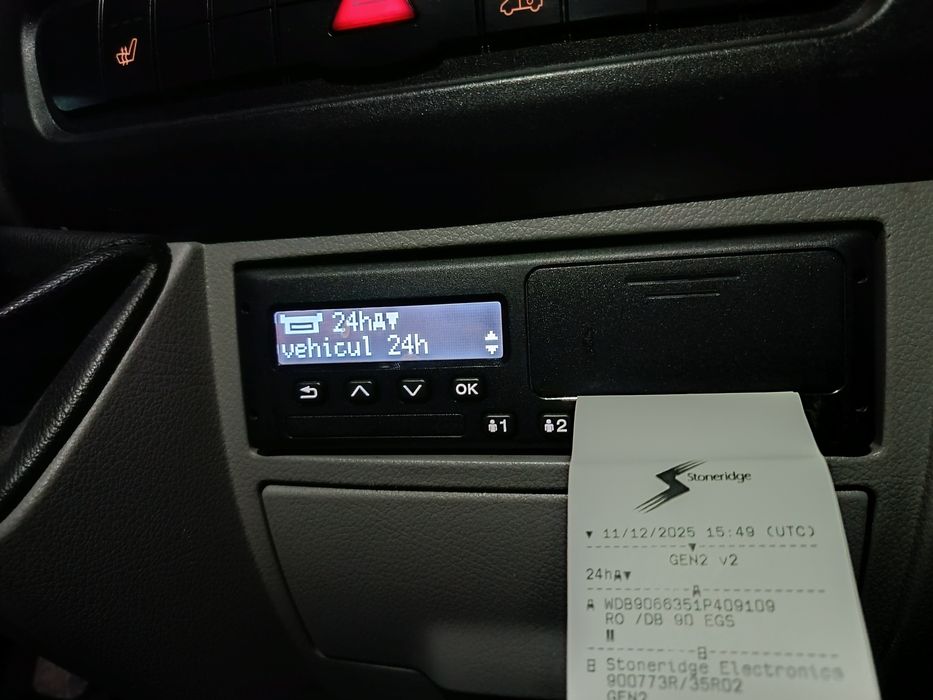 24h
vehicul 24h
OK
1
2
Stoneridge
▼ 11/12/2025 15:49 (UTC)
GEN2 v2
24h▼
A WDB9066351P409109
RO /DB 90 EGS
B
B Stoneridge Electronics
900773R/35R02
GEN2